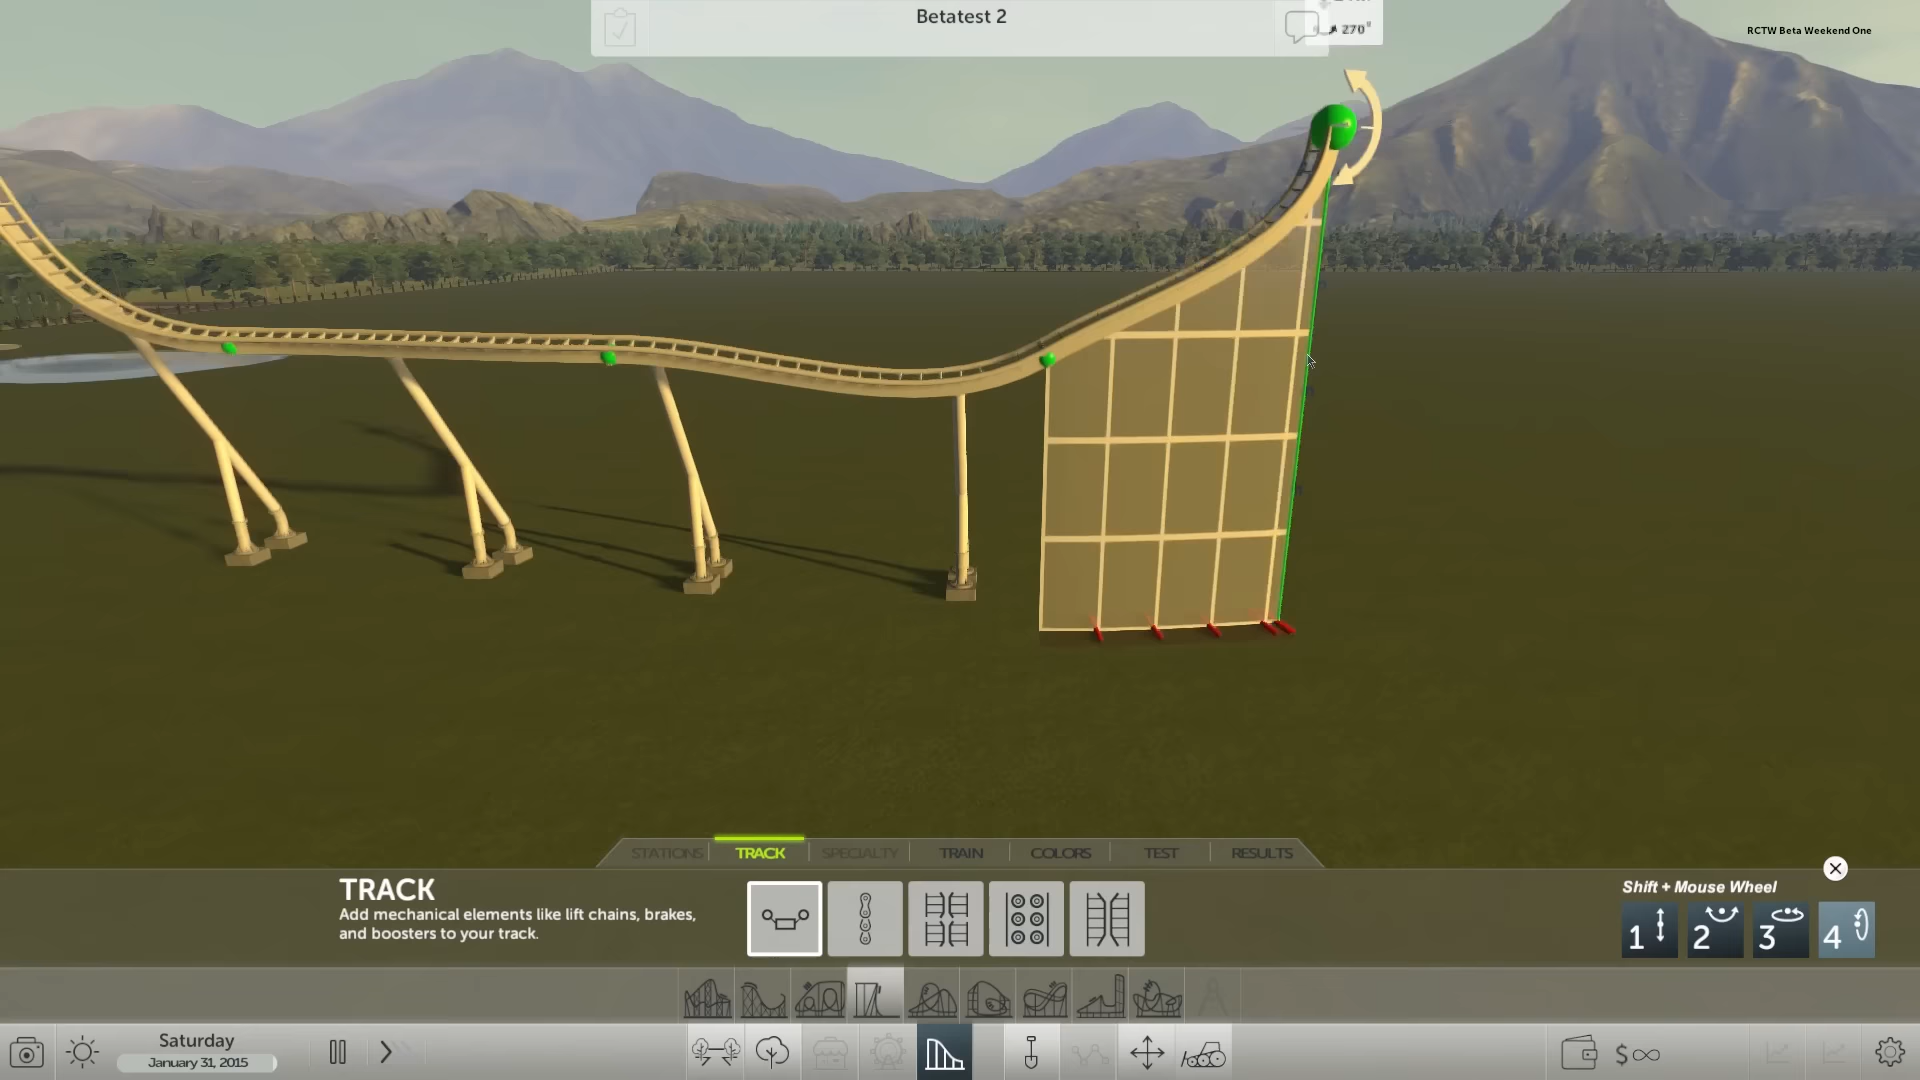 Betatest 2
270°
RCTW Beta Weekend One
STATIONS
TRACK
SPECIALTY
TRAIN
COLORS
TEST
RESULTS
TRACK
Add mechanical elements like lift chains, brakes,
and boosters to your track.
Shift + Mouse Wheel
1 2 3 4
Saturday
January 31, 2015
$∞